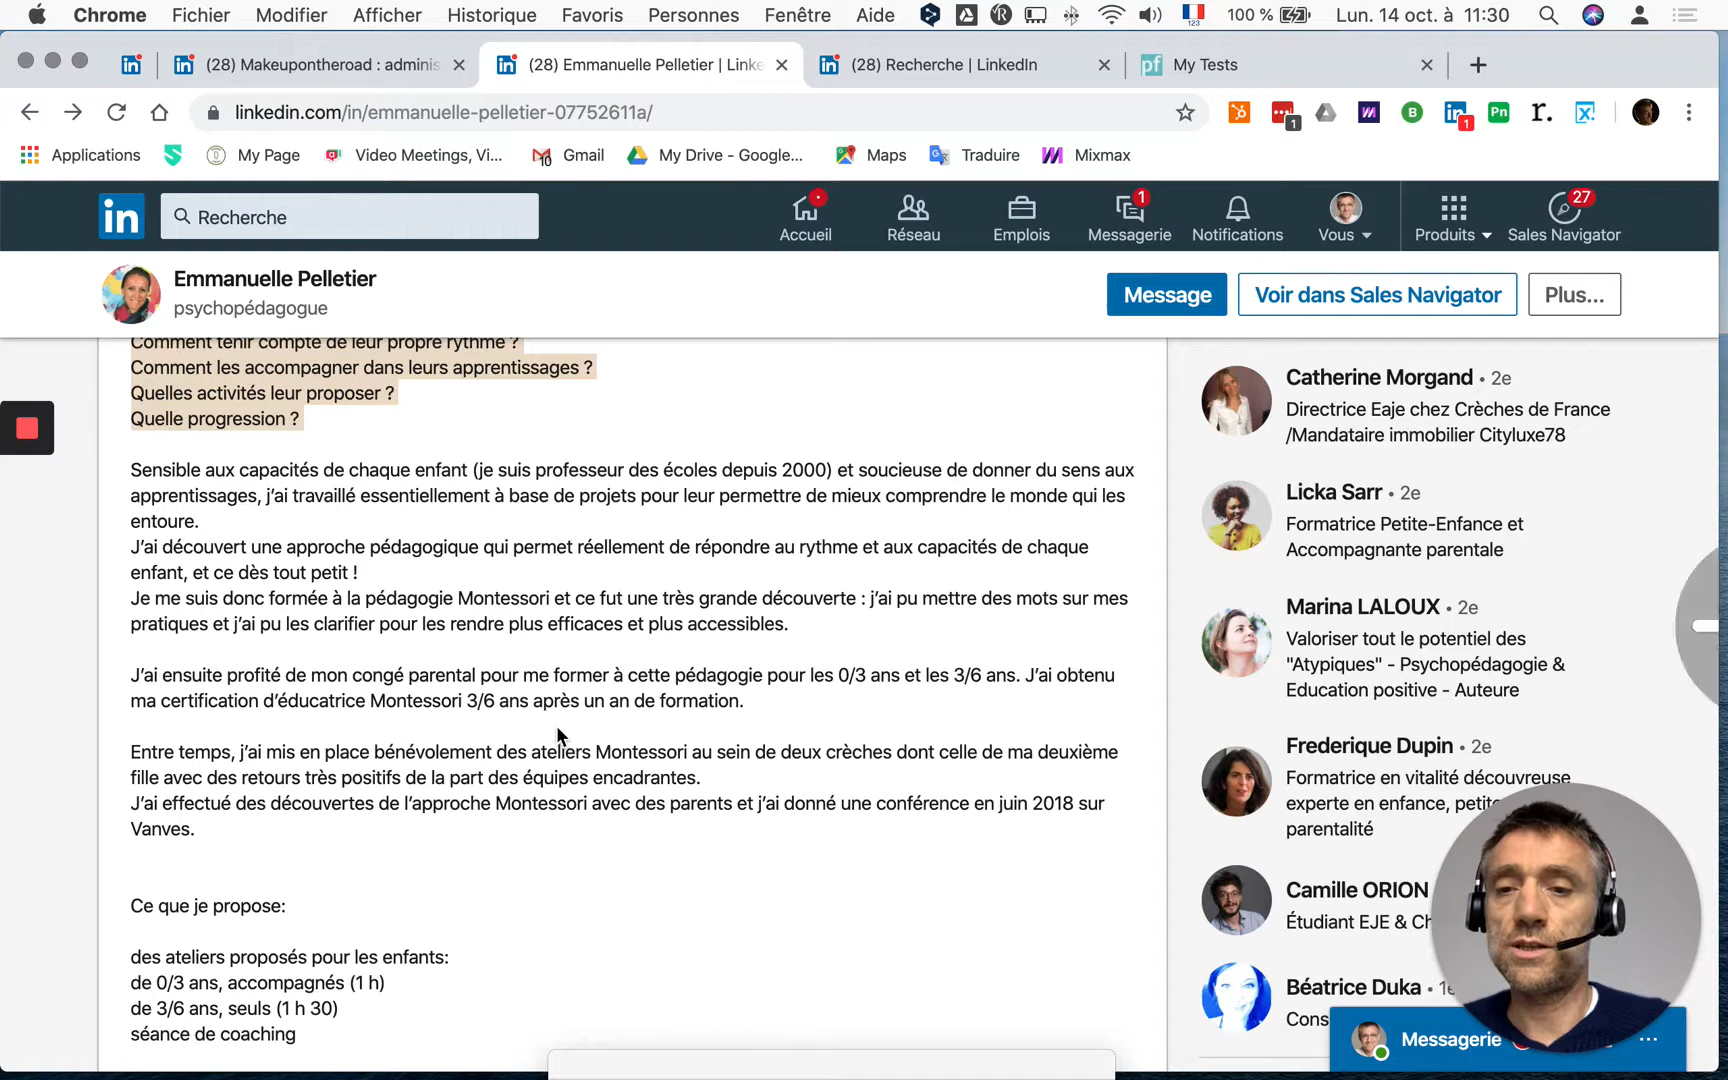 Chrome Fichier Modifier Afficher Historique Favoris Personnes Fenêtre Aide 123 100 % Lun. 14 oct. à 11:30
(28) Makeupontheroad : adminis
(28) Emmanuelle Pelletier | Linke
(28) Recherche | LinkedIn
My Tests
linkedin.com/in/emmanuelle-pelletier-07752611a/
Applications My Page Video Meetings, Vi... Gmail My Drive - Google... Maps Traduire Mixmax
in Recherche
Accueil Réseau Emplois Messagerie Notifications Vous Produits Sales Navigator
1 27
Emmanuelle Pelletier
psychopédagogue
Message Voir dans Sales Navigator Plus...
Comment tenir compte de leur propre rythme ?
Comment les accompagner dans leurs apprentissages ?
Quelles activités leur proposer ?
Quelle progression ?
Sensible aux capacités de chaque enfant (je suis professeur des écoles depuis 2000) et soucieuse de donner du sens aux
apprentissages, j'ai travaillé essentiellement à base de projets pour leur permettre de mieux comprendre le monde qui les
entoure.
J'ai découvert une approche pédagogique qui permet réellement de répondre au rythme et aux capacités de chaque
enfant, et ce dès tout petit !
Je me suis donc formée à la pédagogie Montessori et ce fut une très grande découverte : j'ai pu mettre des mots sur mes
pratiques et j'ai pu les clarifier pour les rendre plus efficaces et plus accessibles.
J'ai ensuite profité de mon congé parental pour me former à cette pédagogie pour les 0/3 ans et les 3/6 ans. J'ai obtenu
ma certification d'éducatrice Montessori 3/6 ans après un an de formation.
Entre temps, j'ai mis en place bénévolement des ateliers Montessori au sein de deux crèches dont celle de ma deuxième
fille avec des retours très positifs de la part des équipes encadrantes.
J'ai effectué des découvertes de l'approche Montessori avec des parents et j'ai donné une conférence en juin 2018 sur
Vanves.
Ce que je propose:
des ateliers proposés pour les enfants:
de 0/3 ans, accompagnés (1 h)
de 3/6 ans, seuls (1 h 30)
séance de coaching
Catherine Morgand • 2e
Directrice Eaje chez Crèches de France
/Mandataire immobilier Cityluxe78
Licka Sarr • 2e
Formatrice Petite-Enfance et
Accompagnante parentale
Marina LALOUX • 2e
Valoriser tout le potentiel des
"Atypiques" - Psychopédagogie &
Education positive - Auteure
Frederique Dupin • 2e
Formatrice en vitalité découvreuse
experte en enfance, petite
parentalité
Camille ORION
Étudiant EJE & Ch
Béatrice Duka • 1e
Cons
Messagerie